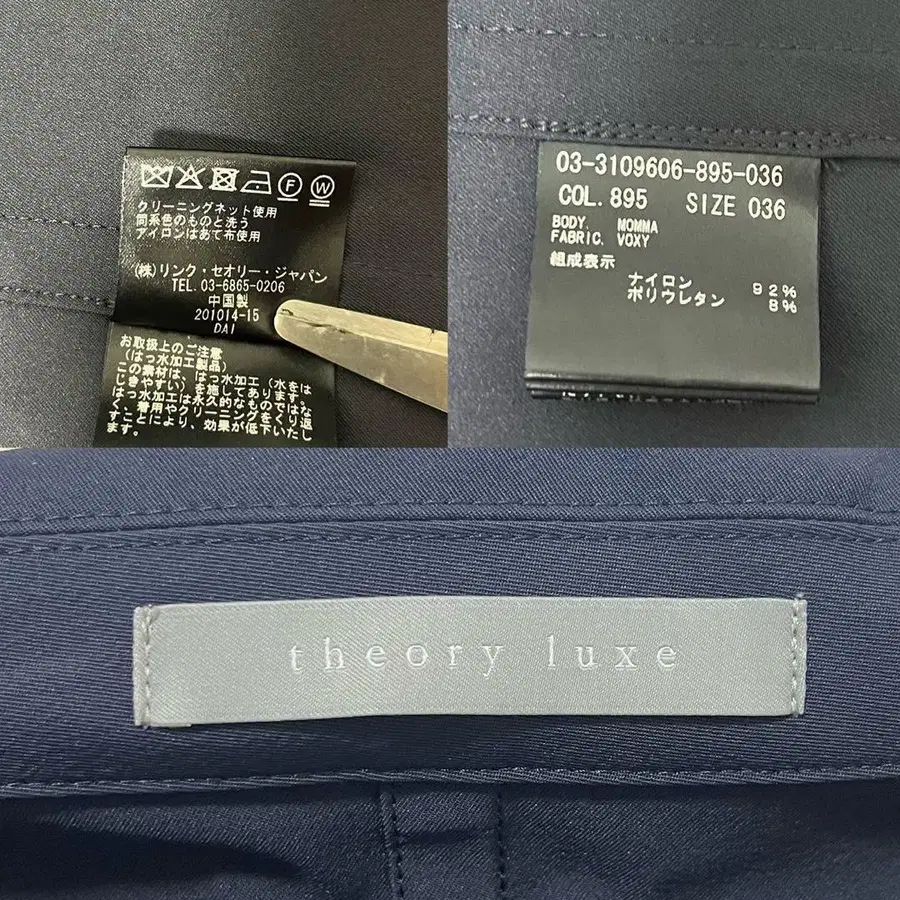 クリーニングネット使用
同系色のものと洗う
アイロンはあて布使用
(株)リンク・セオリー・ジャパン
TEL. 03-6865-0206
中国製
201014-15
DAI
お取扱上のご注意
(はっ水加工製品)
この素材は、はっ水加工(水をは
じきやすい)を施してあります。
はっ水加工は永久的なものではな
く、着用やクリーニングをくり返
すことにより、効果が低下いたし
ます。
03-3109606-895-036
COL. 895 SIZE 036
BODY. MOMMA
FABRIC. VOXY
組成表示
ナイロン 92%
ポリウレタン 8%
theory luxe